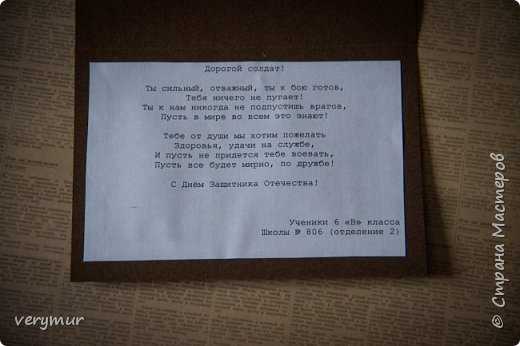 Дорогой солдат!
Ты сильный, отважный, ты к бою готов,
Тебя ничего не пугает!
Ты к нам никогда не подпустишь врагов,
Пусть в мире во всем это знают!
Тебе от души мы хотим пожелать
Здоровья, удачи на службе,
И пусть не придется тебе воевать,
Пусть все будет мирно, по дружбе!
С Днём Защитника Отечества!
Ученики 6 «В» класса
Школы № 806 (отделение 2)
verymur
© Страна Мастеров